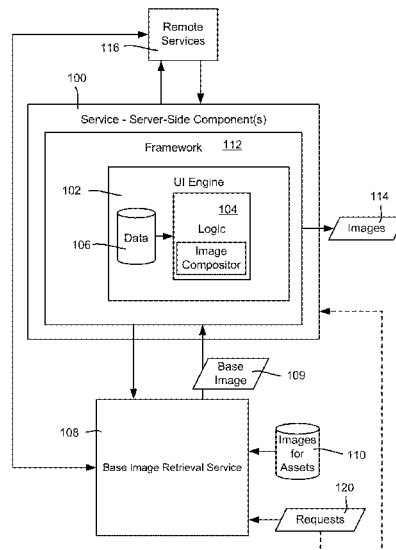 Remote
Services
116
100
Service - Server-Side Component(s)
Framework 112
UI Engine
102
104
114
Data
106
Logic
Images
Image
Compositor
Base
Image
109
108
Images
for
Assets
110
Base Image Retrieval Service
120
Requests